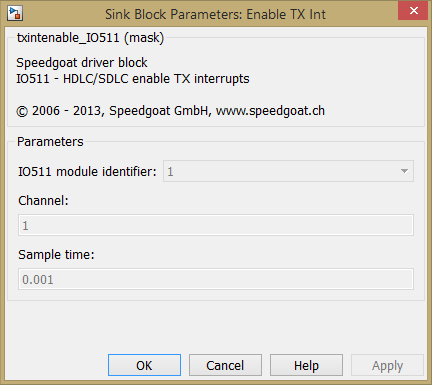 Sink Block Parameters: Enable TX Int
txintenable_IO511 (mask)
Speedgoat driver block
IO511 - HDLC/SDLC enable TX interrupts
© 2006 - 2013, Speedgoat GmbH, www.speedgoat.ch
Parameters
IO511 module identifier: 1
Channel:
1
Sample time:
0.001
OK Cancel Help Apply